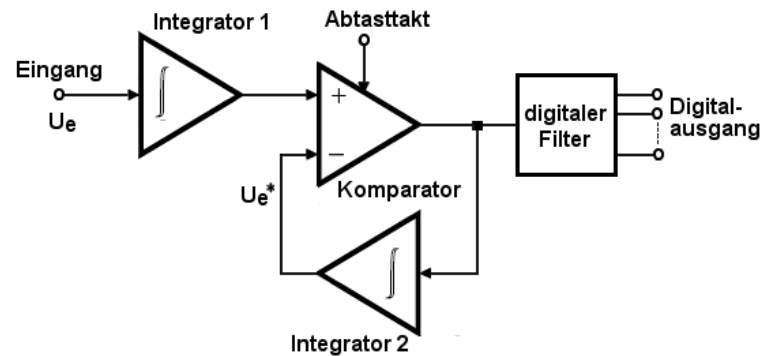 Integrator 1
Abtasttakt
Eingang
Ue
+
−
digitaler
Filter
Digital-
ausgang
Komparator
Ue*
Integrator 2